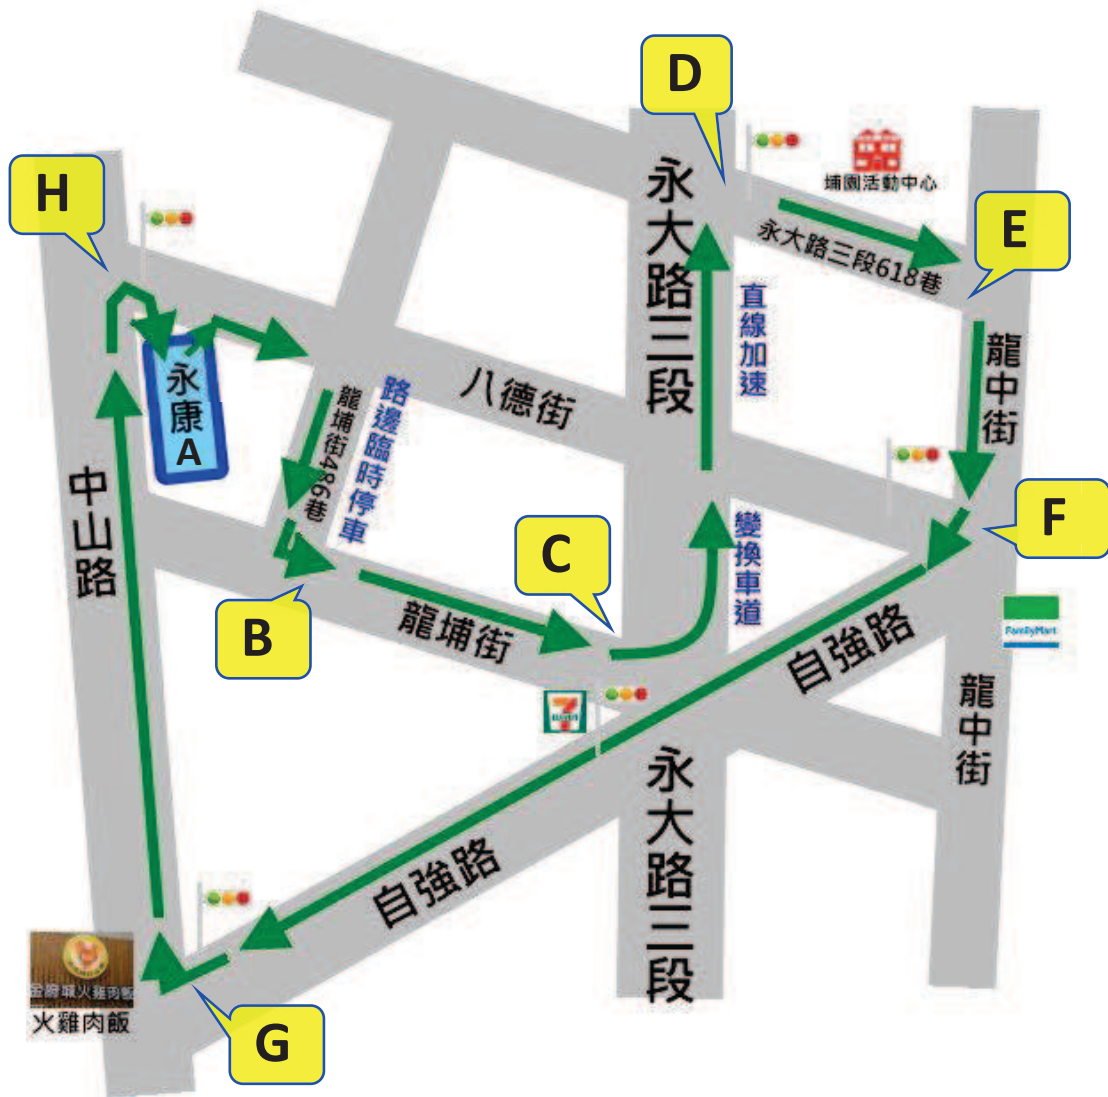 D
永大路三段
埔園活動中心
H
E
永大路三段618巷
直線加速
龍中街
永康
A
八德街
龍埔街486巷
路邊臨時停車
中山路
F
C
變換車道
B
龍埔街
自強路
FamilyMart
7
ELEVEN
龍中街
永大路三段
自強路
火雞肉飯
G